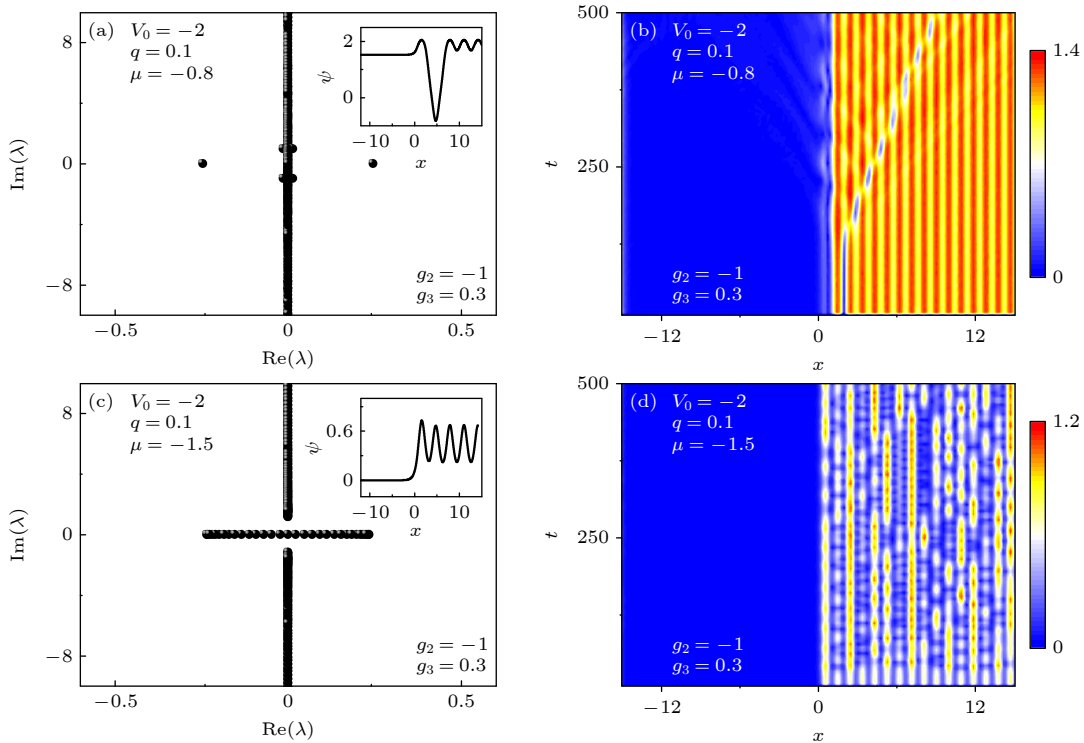 (a) V₀ = −2
q = 0.1
μ = −0.8
g₂ = −1
g₃ = 0.3
8
0
−8
Im(λ)
−0.5 0 0.5
Re(λ)
2
0
ψ
−10 0 10
x
(b) V₀ = −2
q = 0.1
μ = −0.8
g₂ = −1
g₃ = 0.3
500
250
t
−12 0 12
x
1.4
0
(c) V₀ = −2
q = 0.1
μ = −1.5
g₂ = −1
g₃ = 0.3
8
0
−8
Im(λ)
−0.5 0 0.5
Re(λ)
0.6
0
ψ
−10 0 10
x
(d) V₀ = −2
q = 0.1
μ = −1.5
g₂ = −1
g₃ = 0.3
500
250
t
−12 0 12
x
1.2
0